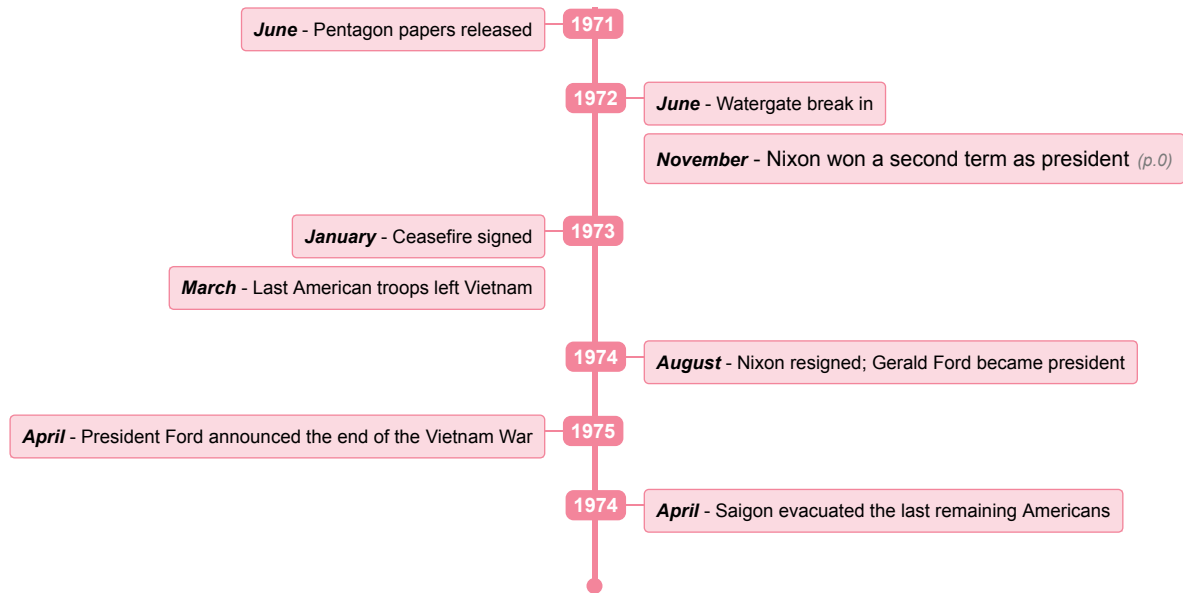 1971
June - Pentagon papers released
1972
June - Watergate break in
November - Nixon won a second term as president (p.0)
1973
January - Ceasefire signed
March - Last American troops left Vietnam
1974
August - Nixon resigned; Gerald Ford became president
1975
April - President Ford announced the end of the Vietnam War
1974
April - Saigon evacuated the last remaining Americans